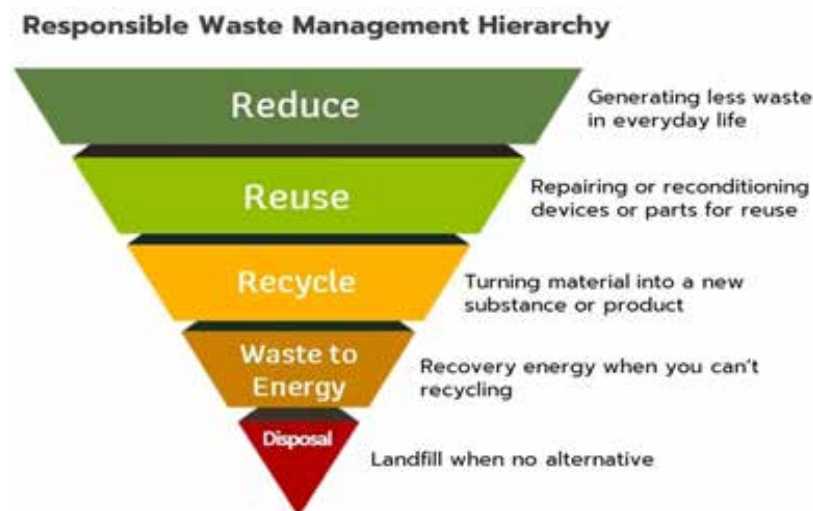 Responsible Waste Management Hierarchy
Reduce
Generating less waste
in everyday life
Reuse
Repairing or reconditioning
devices or parts for reuse
Recycle
Turning material into a new
substance or product
Waste to
Energy
Recovery energy when you can't
recycling
Disposal
Landfill when no alternative